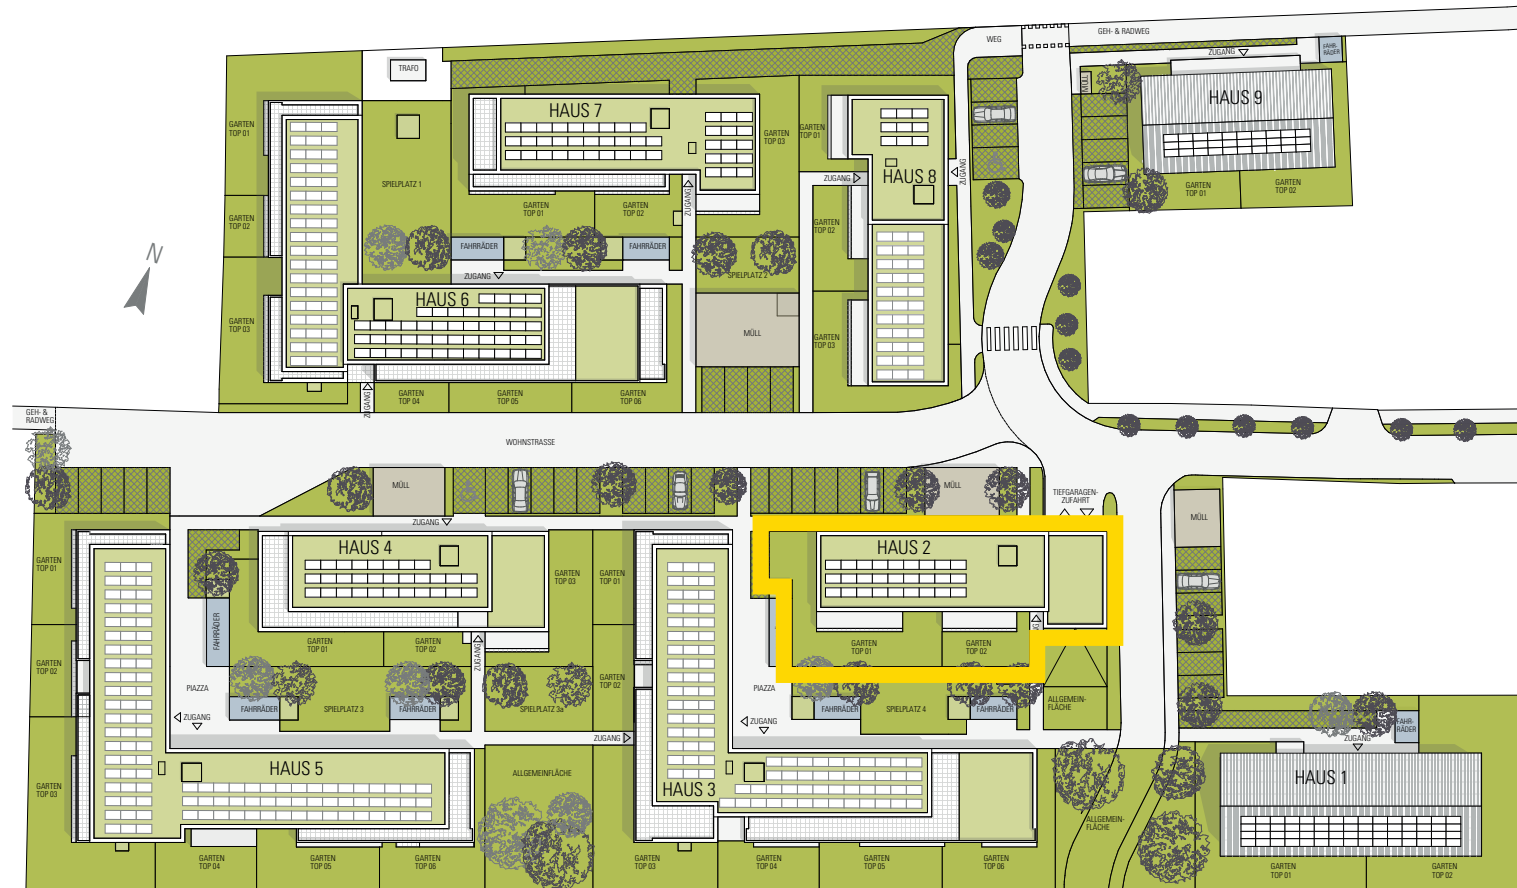 WEG
GEH- & RADWEG
ZUGANG
FAHR-
RÄDER
TRAFO
MÜLL
HAUS 9
HAUS 7
GARTEN
TOP 01
GARTEN
TOP 03
GARTEN
TOP 01
HAUS 8
ZUGANG
ZUGANG
SPIELPLATZ 1
ZUGANG
GARTEN
TOP 01
GARTEN
TOP 02
GARTEN
TOP 01
GARTEN
TOP 02
GARTEN
TOP 02
GARTEN
TOP 02
N
FAHRRÄDER
FAHRRÄDER
ZUGANG
SPIELPLATZ 2
HAUS 6
GARTEN
TOP 03
MÜLL
GARTEN
TOP 03
ZUGANG
GARTEN
TOP 04
GARTEN
TOP 05
GARTEN
TOP 06
GEH- &
RADWEG
WOHNSTRASSE
MÜLL
MÜLL
TIEFGARAGEN-
ZUFAHRT
MÜLL
ZUGANG
HAUS 4
HAUS 2
GARTEN
TOP 01
GARTEN
TOP 03
GARTEN
TOP 01
FAHRRÄDER
GARTEN
TOP 01
GARTEN
TOP 02
ZUGANG
GARTEN
TOP 01
GARTEN
TOP 02
GARTEN
TOP 02
GARTEN
TOP 02
PIAZZA
PIAZZA
FAHRRÄDER
SPIELPLATZ 3
FAHRRÄDER
SPIELPLATZ 3a
FAHRRÄDER
SPIELPLATZ 4
FAHRRÄDER
ALLGEMEIN-
FLÄCHE
ZUGANG
ZUGANG
ZUGANG
FAHR-
RÄDER
ZUGANG
HAUS 5
ALLGEMEINFLÄCHE
HAUS 3
HAUS 1
GARTEN
TOP 03
ALLGEMEIN-
FLÄCHE
GARTEN
TOP 04
GARTEN
TOP 05
GARTEN
TOP 06
GARTEN
TOP 03
GARTEN
TOP 04
GARTEN
TOP 05
GARTEN
TOP 06
GARTEN
TOP 01
GARTEN
TOP 02